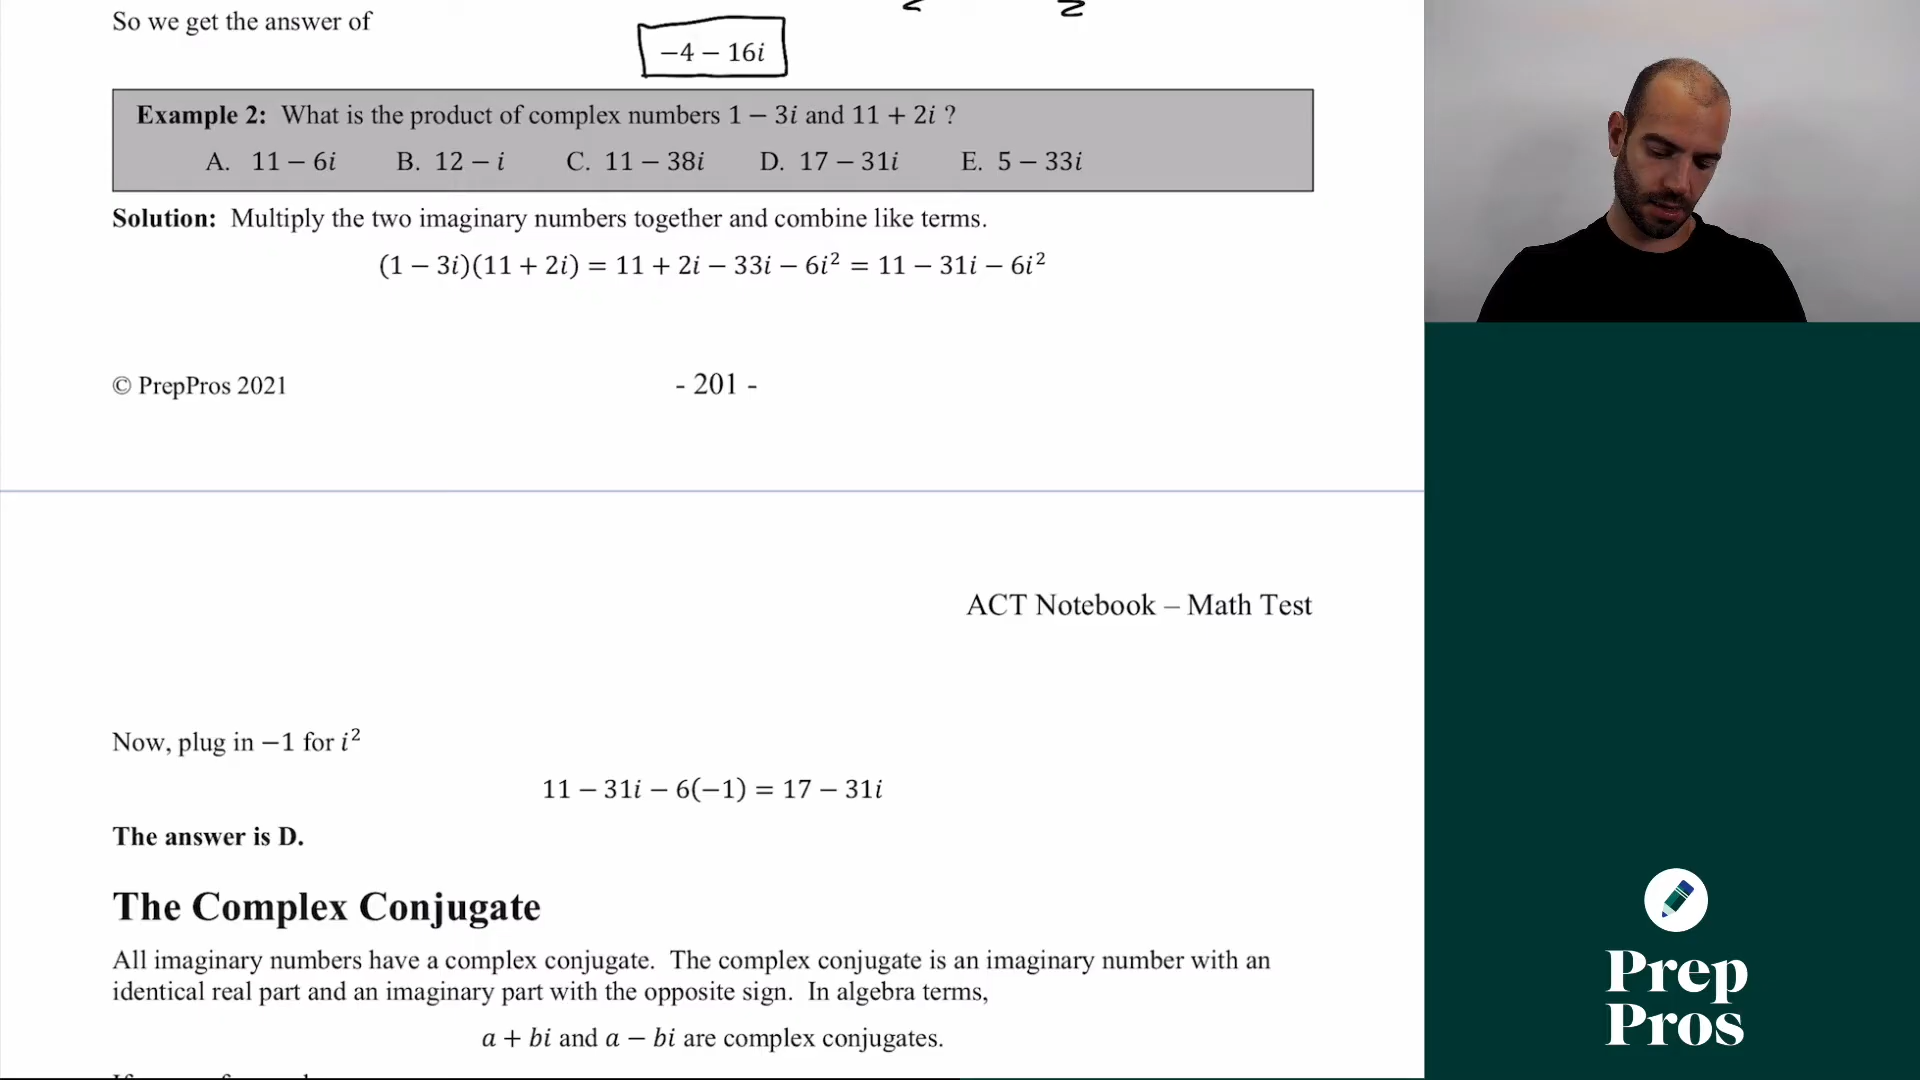 So we get the answer of
−4 − 16i
Example 2: What is the product of complex numbers 1 − 3i and 11 + 2i ?
A. 11 − 6i B. 12 − i C. 11 − 38i D. 17 − 31i E. 5 − 33i
Solution: Multiply the two imaginary numbers together and combine like terms.
(1 − 3i)(11 + 2i) = 11 + 2i − 33i − 6i² = 11 − 31i − 6i²
© PrepPros 2021
- 201 -
ACT Notebook – Math Test
Now, plug in −1 for i²
11 − 31i − 6(−1) = 17 − 31i
The answer is D.
The Complex Conjugate
All imaginary numbers have a complex conjugate. The complex conjugate is an imaginary number with an
identical real part and an imaginary part with the opposite sign. In algebra terms,
a + bi and a − bi are complex conjugates.
Prep
Pros